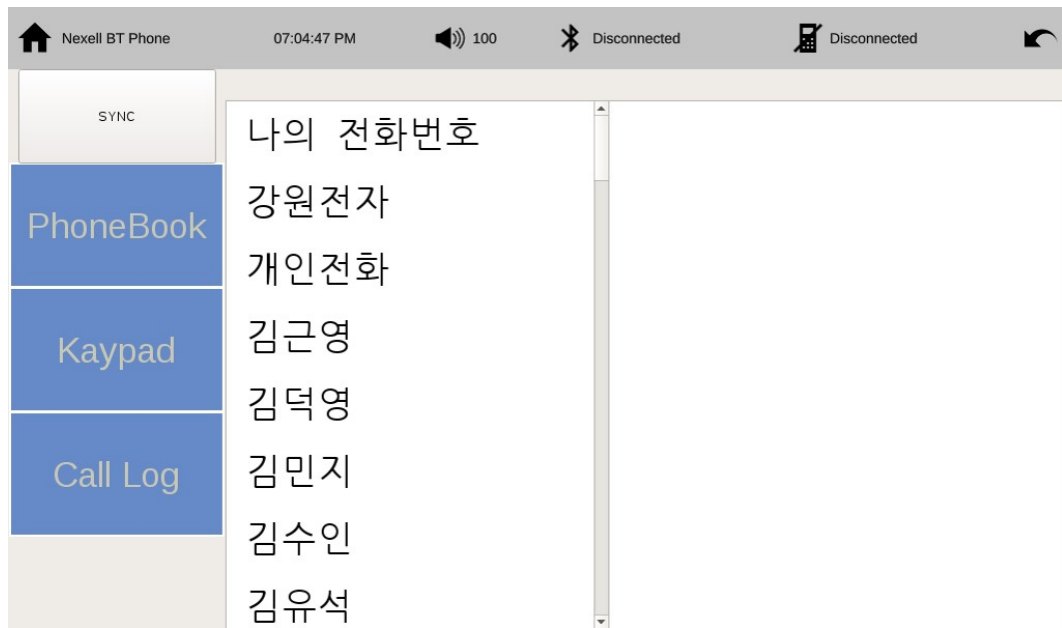 Nexell BT Phone 07:04:47 PM 100 Disconnected Disconnected
SYNC
PhoneBook
Kaypad
Call Log
나의 전화번호
강원전자
개인전화
김근영
김덕영
김민지
김수인
김유석